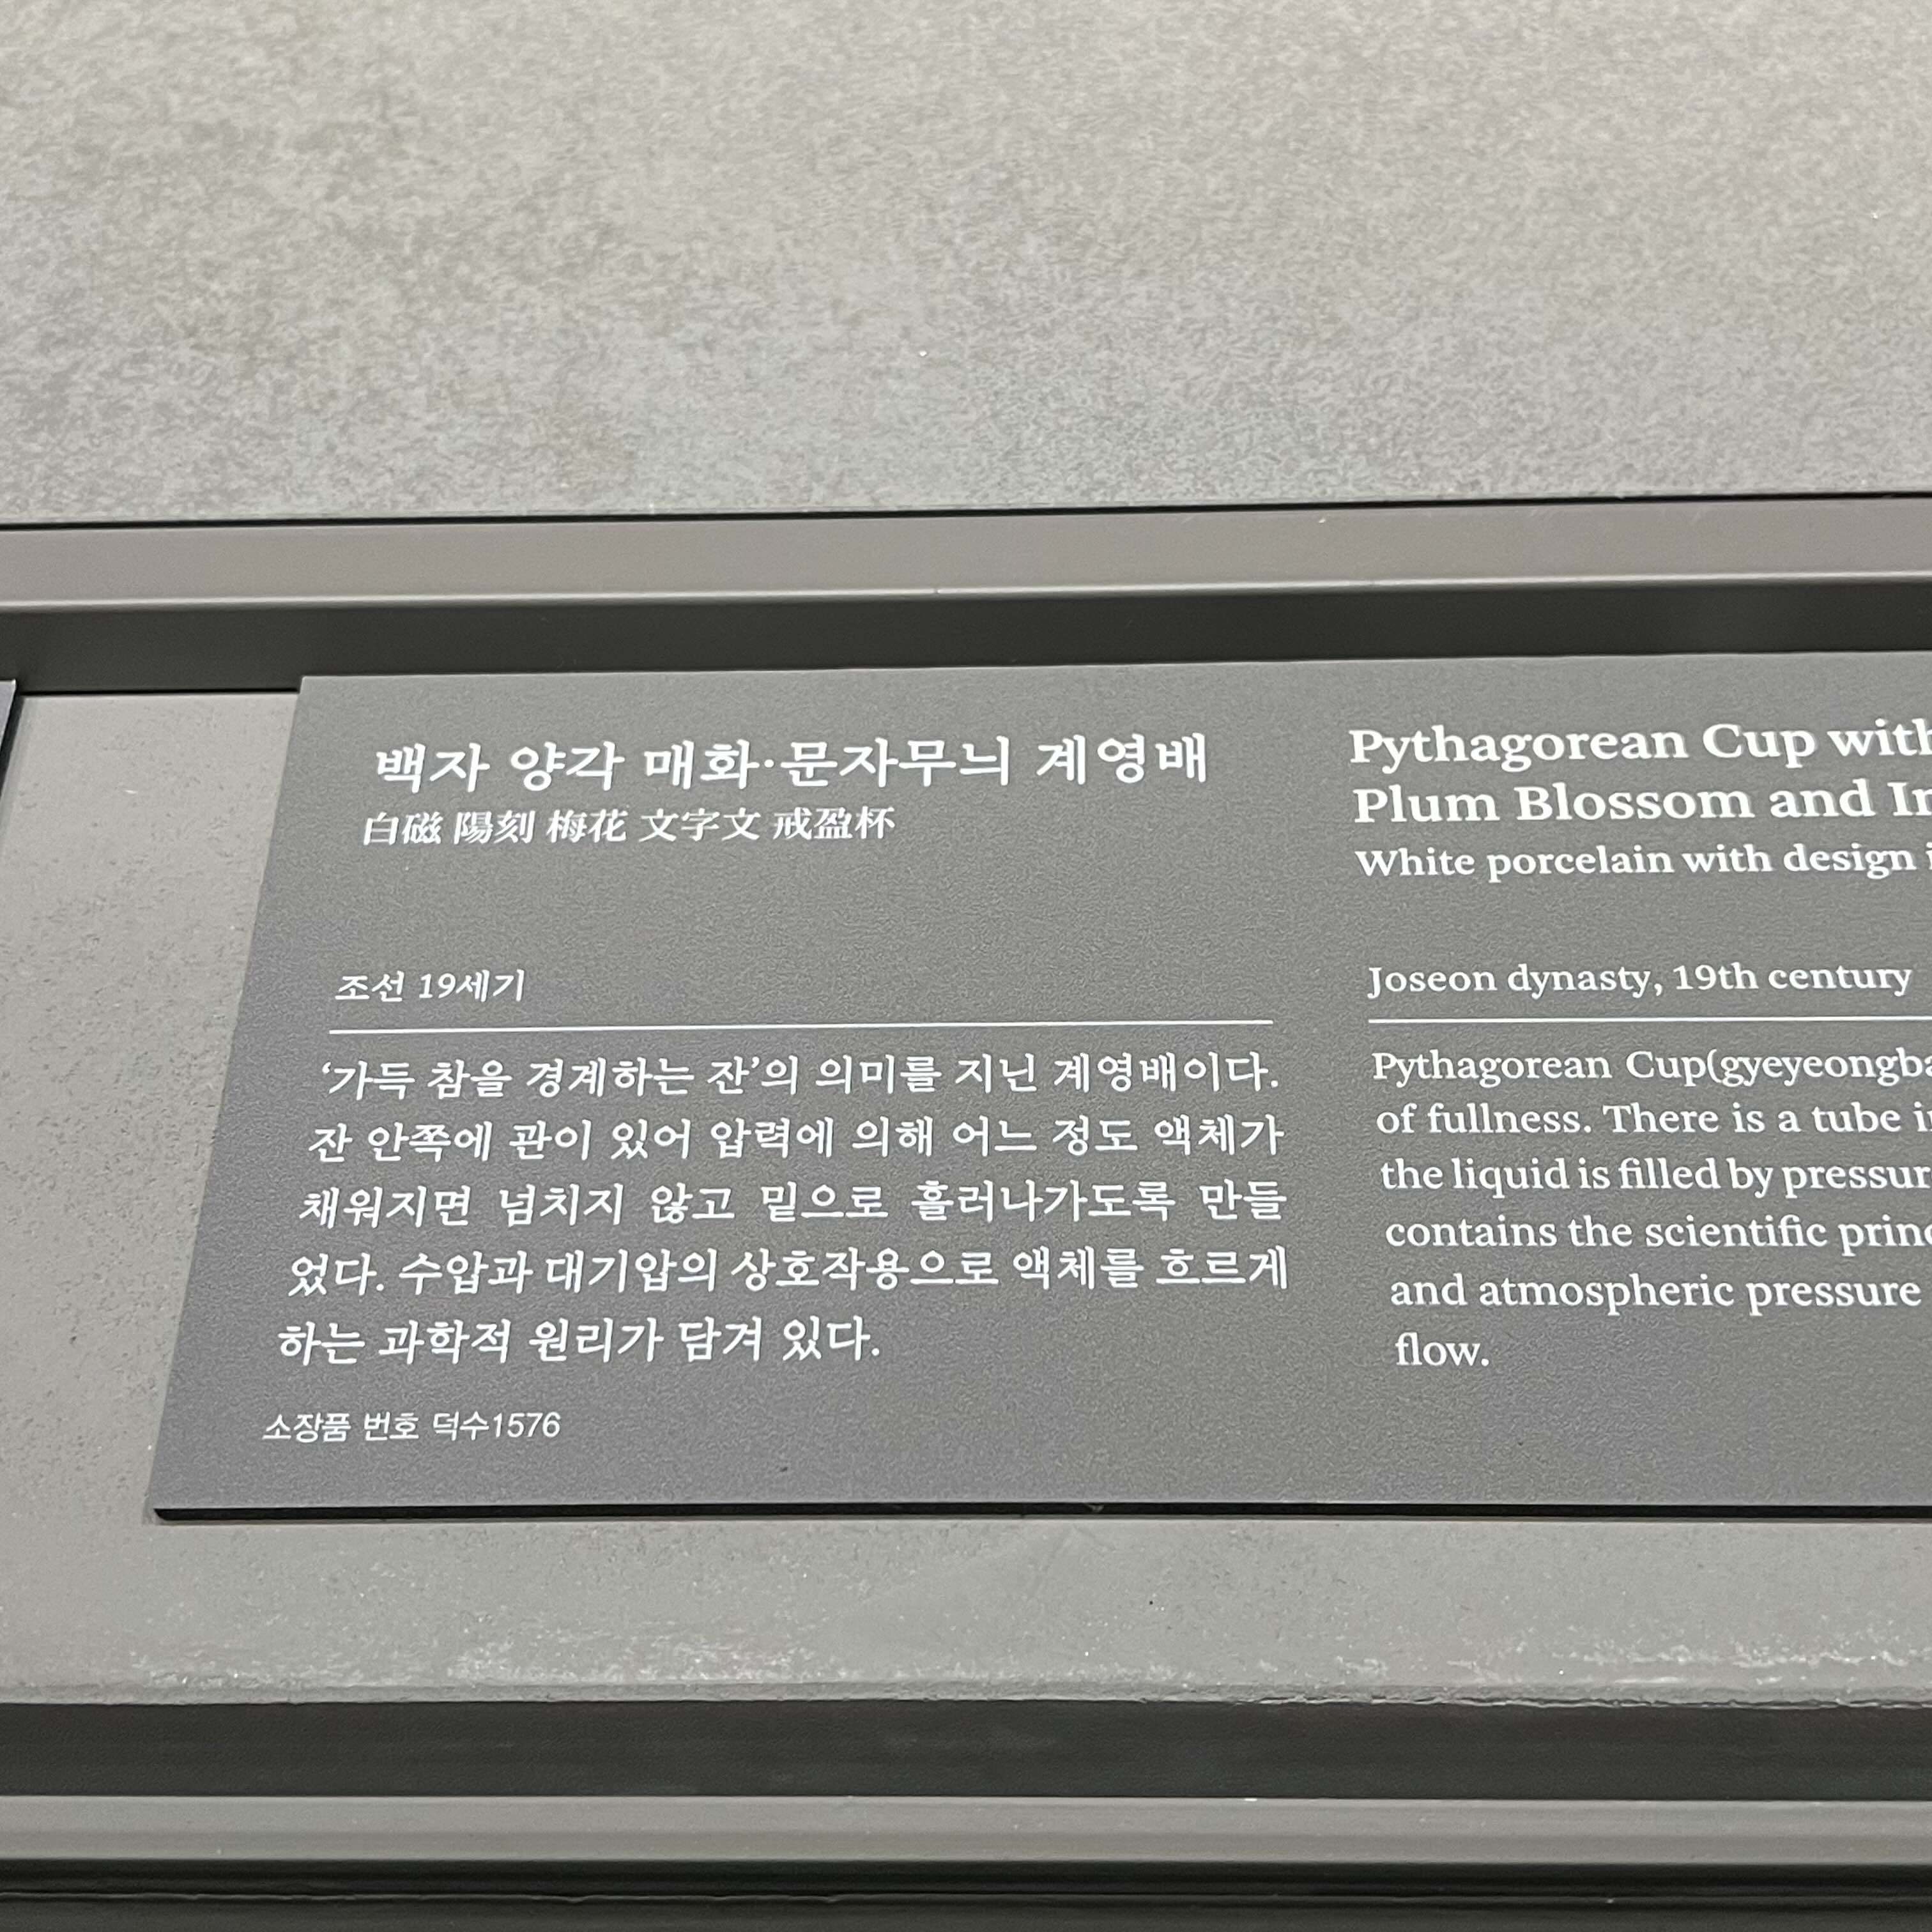 백자 양각 매화·문자무늬 계영배
白磁 陽刻 梅花 文字文 戒盈杯
조선 19세기
‘가득 참을 경계하는 잔’의 의미를 지닌 계영배이다.
잔 안쪽에 관이 있어 압력에 의해 어느 정도 액체가
채워지면 넘치지 않고 밑으로 흘러나가도록 만들
었다. 수압과 대기압의 상호작용으로 액체를 흐르게
하는 과학적 원리가 담겨 있다.
소장품 번호 덕수1576
Pythagorean Cup with
Plum Blossom and
White porcelain with design
Joseon dynasty, 19th century
Pythagorean
of fullness. There is a tube
the liquid is filled by
contains the scientific
and atmospheric pressure
flow.